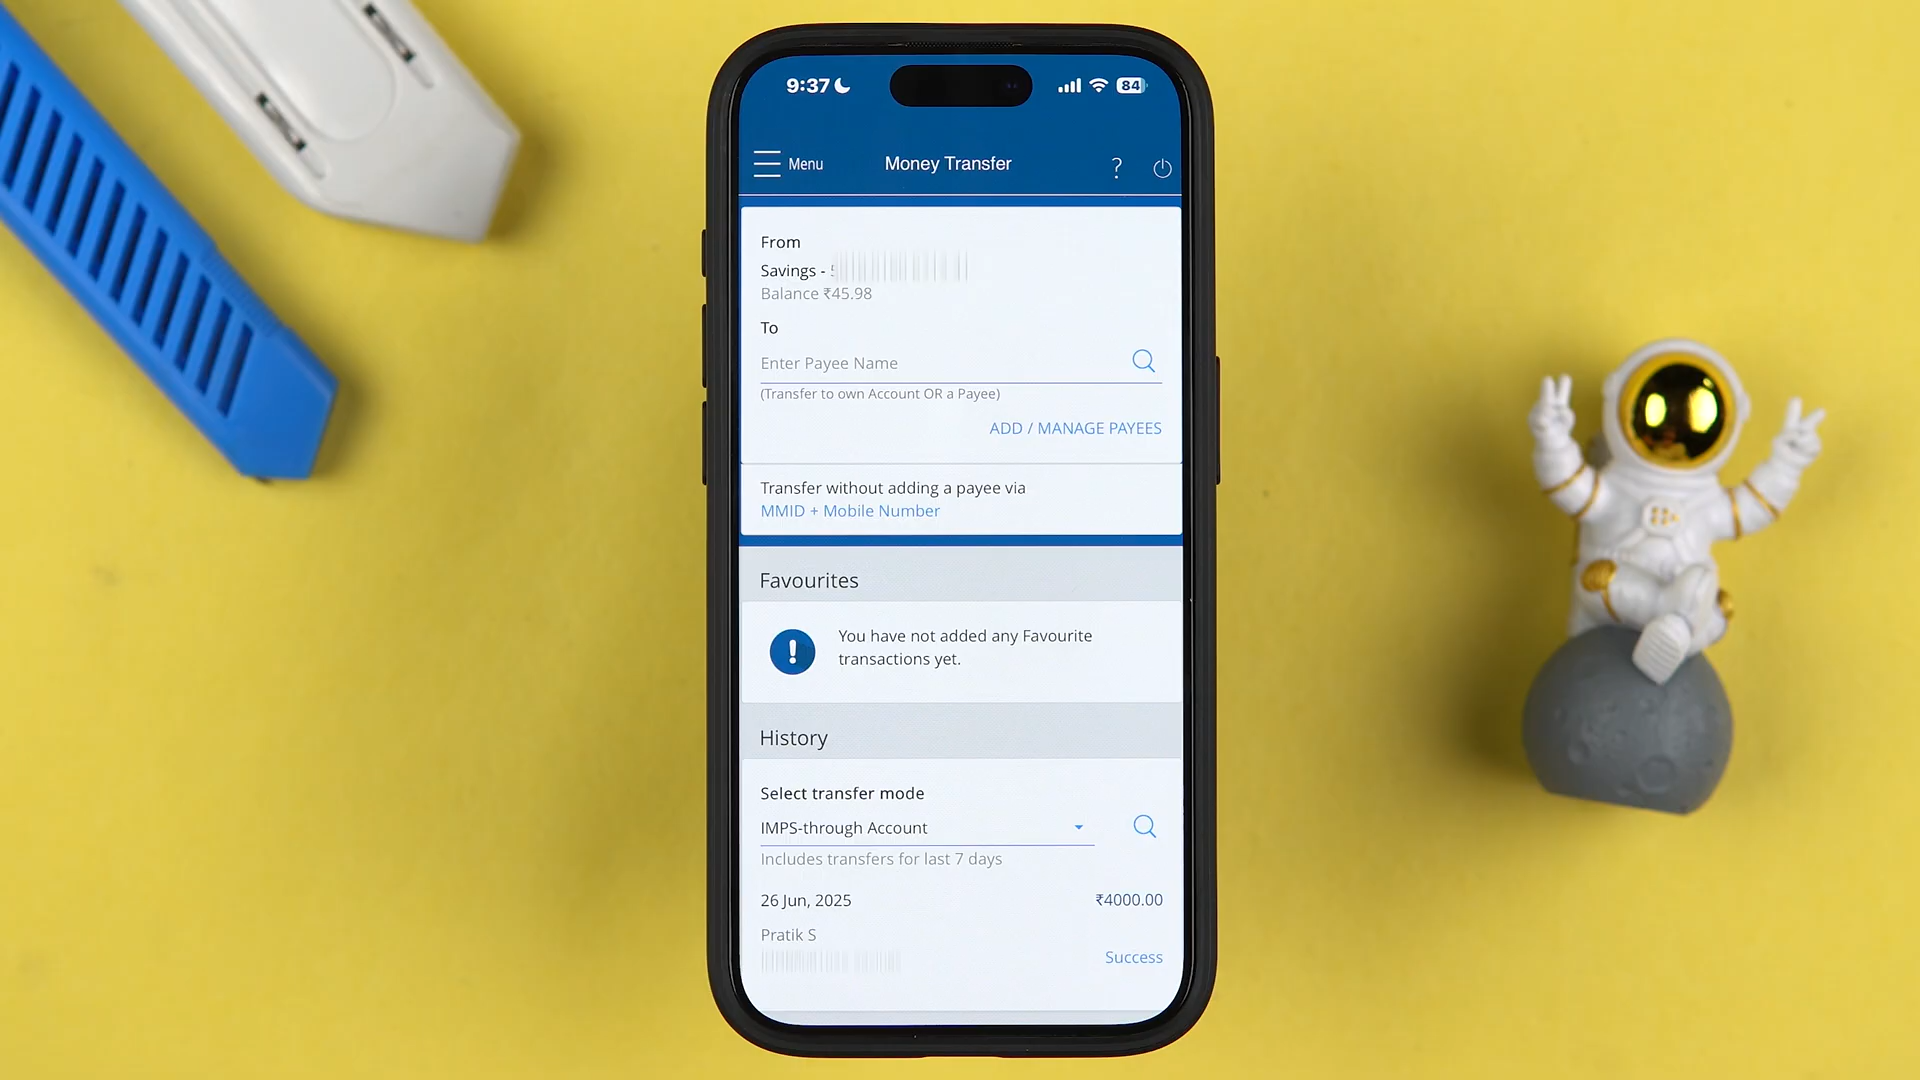 9:37
84
Menu
Money Transfer
?
From
Savings -
Balance ₹45.98
To
Enter Payee Name
(Transfer to own Account OR a Payee)
ADD / MANAGE PAYEES
Transfer without adding a payee via
MMID + Mobile Number
Favourites
You have not added any Favourite
transactions yet.
History
Select transfer mode
IMPS-through Account
Includes transfers for last 7 days
26 Jun, 2025
₹4000.00
Pratik S
Success